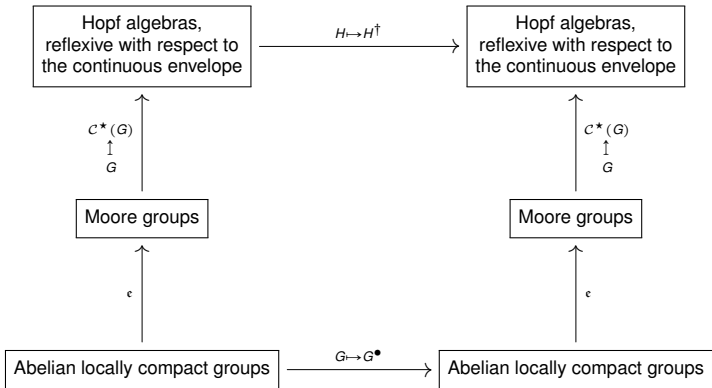 Hopf algebras,
reflexive with respect to
the continuous envelope
H↦H†
Hopf algebras,
reflexive with respect to
the continuous envelope
𝒞★(G)
↥
G
𝒞★(G)
↥
G
Moore groups
Moore groups
𝔢
𝔢
Abelian locally compact groups
G↦G•
Abelian locally compact groups